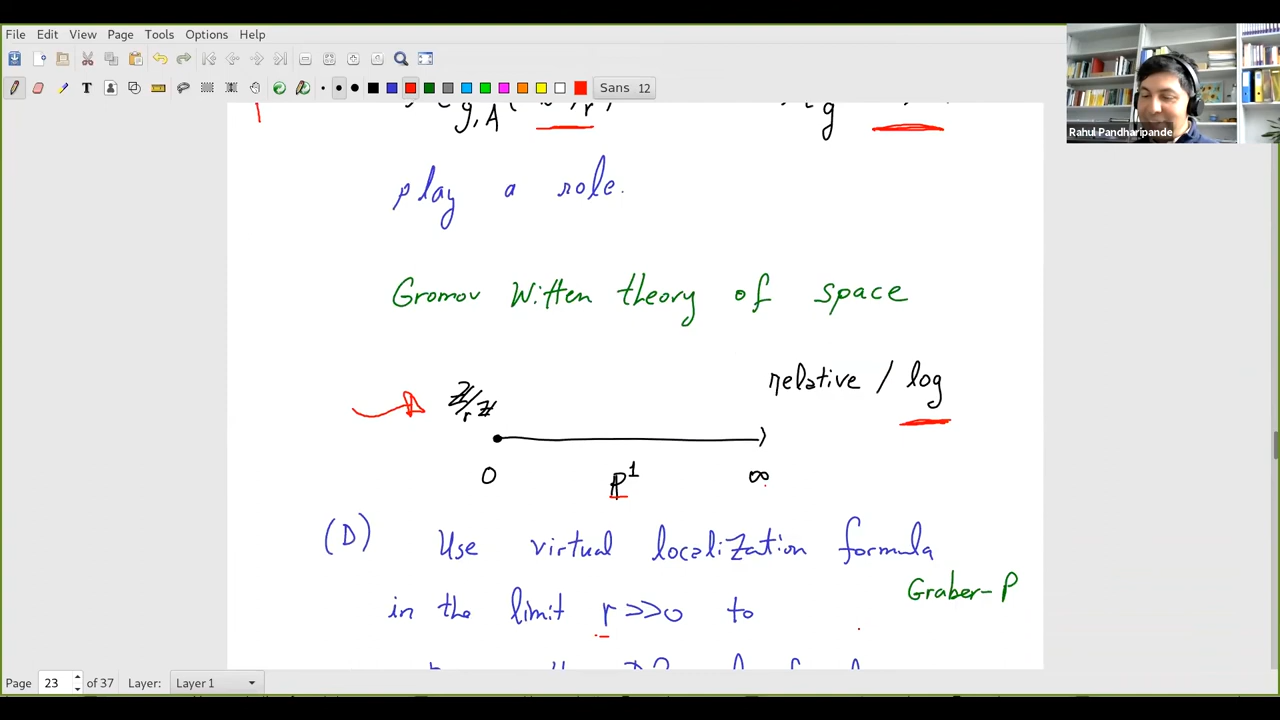 File Edit View Page Tools Options Help
Sans 12
Rahul Pandharipande
g,A g
play a role.
Gromov Witten theory of space
relative / log
Z/rZ
0 P¹ ∞
(D) Use virtual localization formula
Graber-P
in the limit r >> 0 to
Page 23 of 37 Layer: Layer 1